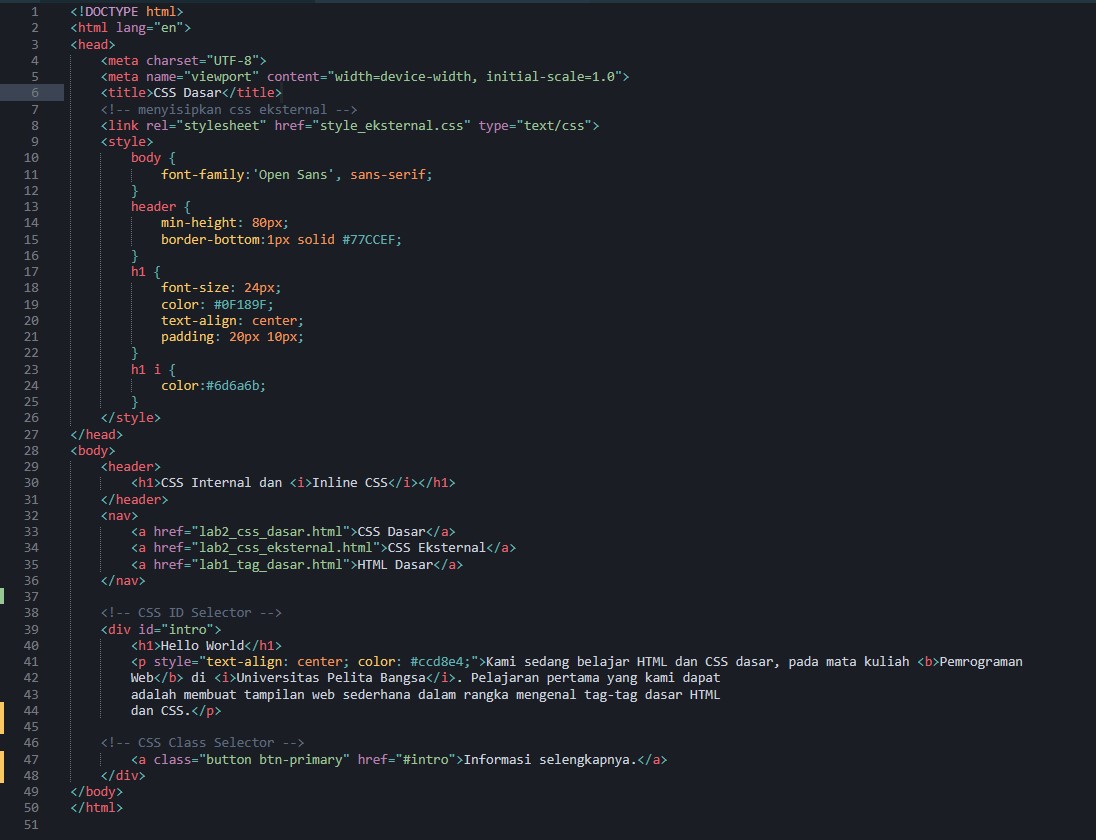 1 <!DOCTYPE html>
2 <html lang="en">
3 <head>
4     <meta charset="UTF-8">
5     <meta name="viewport" content="width=device-width, initial-scale=1.0">
6     <title>CSS Dasar</title>
7     <!-- menyisipkan css eksternal -->
8     <link rel="stylesheet" href="style_eksternal.css" type="text/css">
9     <style>
10         body {
11             font-family:'Open Sans', sans-serif;
12         }
13         header {
14             min-height: 80px;
15             border-bottom:1px solid #77CCEF;
16         }
17         h1 {
18             font-size: 24px;
19             color: #0F189F;
20             text-align: center;
21             padding: 20px 10px;
22         }
23         h1 i {
24             color:#6d6a6b;
25         }
26     </style>
27 </head>
28 <body>
29     <header>
30         <h1>CSS Internal dan <i>Inline CSS</i></h1>
31     </header>
32     <nav>
33         <a href="lab2_css_dasar.html">CSS Dasar</a>
34         <a href="lab2_css_eksternal.html">CSS Eksternal</a>
35         <a href="lab1_tag_dasar.html">HTML Dasar</a>
36     </nav>
37
38     <!-- CSS ID Selector -->
39     <div id="intro">
40         <h1>Hello World</h1>
41         <p style="text-align: center; color: #ccd8e4;">Kami sedang belajar HTML dan CSS dasar, pada mata kuliah <b>Pemrograman
42         Web</b> di <i>Universitas Pelita Bangsa</i>. Pelajaran pertama yang kami dapat
43         adalah membuat tampilan web sederhana dalam rangka mengenal tag-tag dasar HTML
44         dan CSS.</p>
45
46     <!-- CSS Class Selector -->
47         <a class="button btn-primary" href="#intro">Informasi selengkapnya.</a>
48     </div>
49 </body>
50 </html>
51